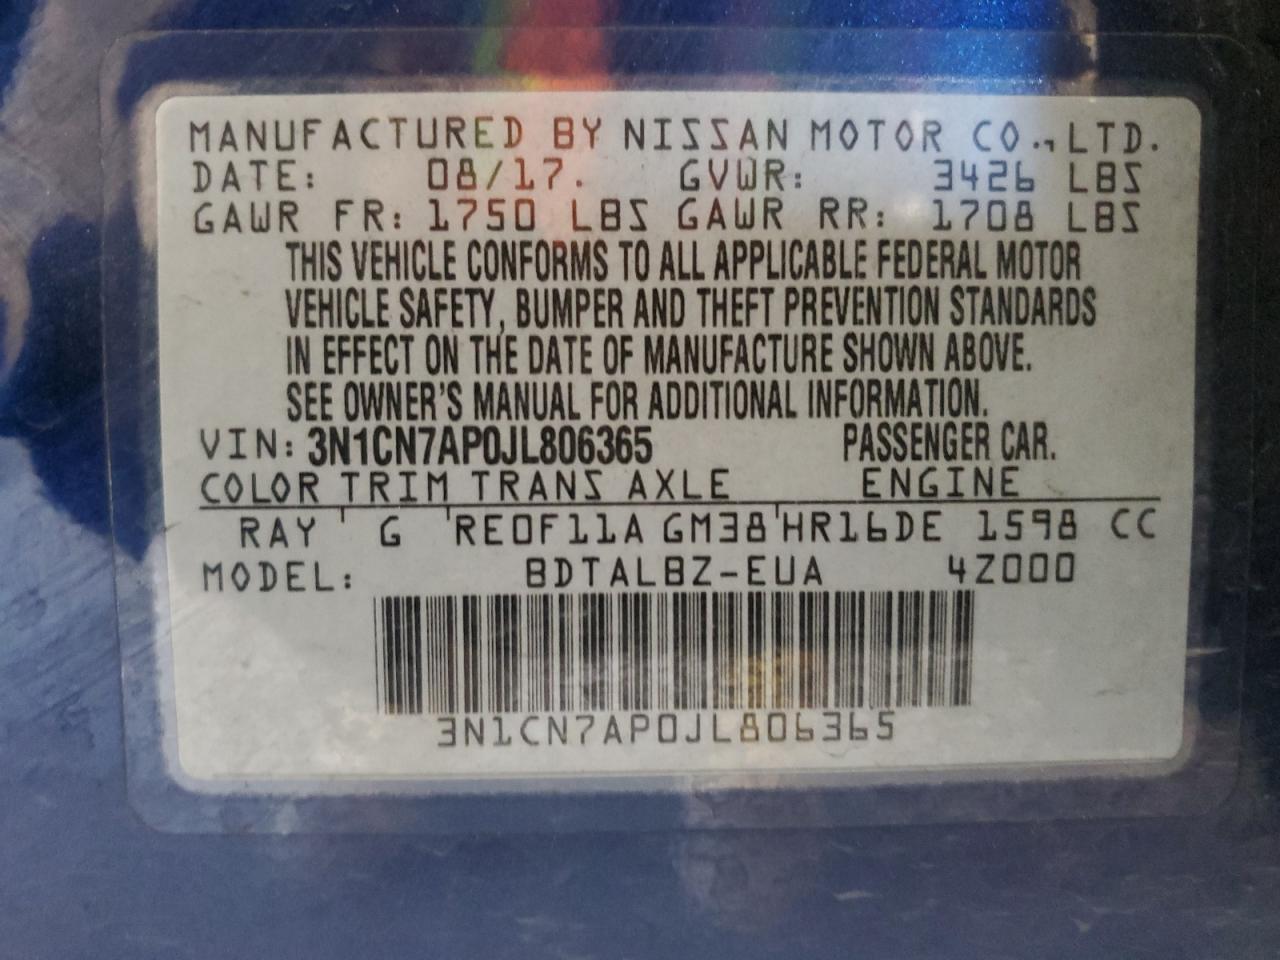 MANUFACTURED BY NISSAN MOTOR CO., LTD.
DATE: 08/17. GVWR: 3426 LBS
GAWR FR: 1750 LBS GAWR RR: 1708 LBS
THIS VEHICLE CONFORMS TO ALL APPLICABLE FEDERAL MOTOR
VEHICLE SAFETY, BUMPER AND THEFT PREVENTION STANDARDS
IN EFFECT ON THE DATE OF MANUFACTURE SHOWN ABOVE.
SEE OWNER'S MANUAL FOR ADDITIONAL INFORMATION.
VIN: 3N1CN7AP0JL806365 PASSENGER CAR.
COLOR TRIM TRANS AXLE ENGINE
RAY G RE0F11A GM38 HR16DE 1598 CC
MODEL: BDTALBZ-EUA 4Z000
3N1CN7AP0JL806365